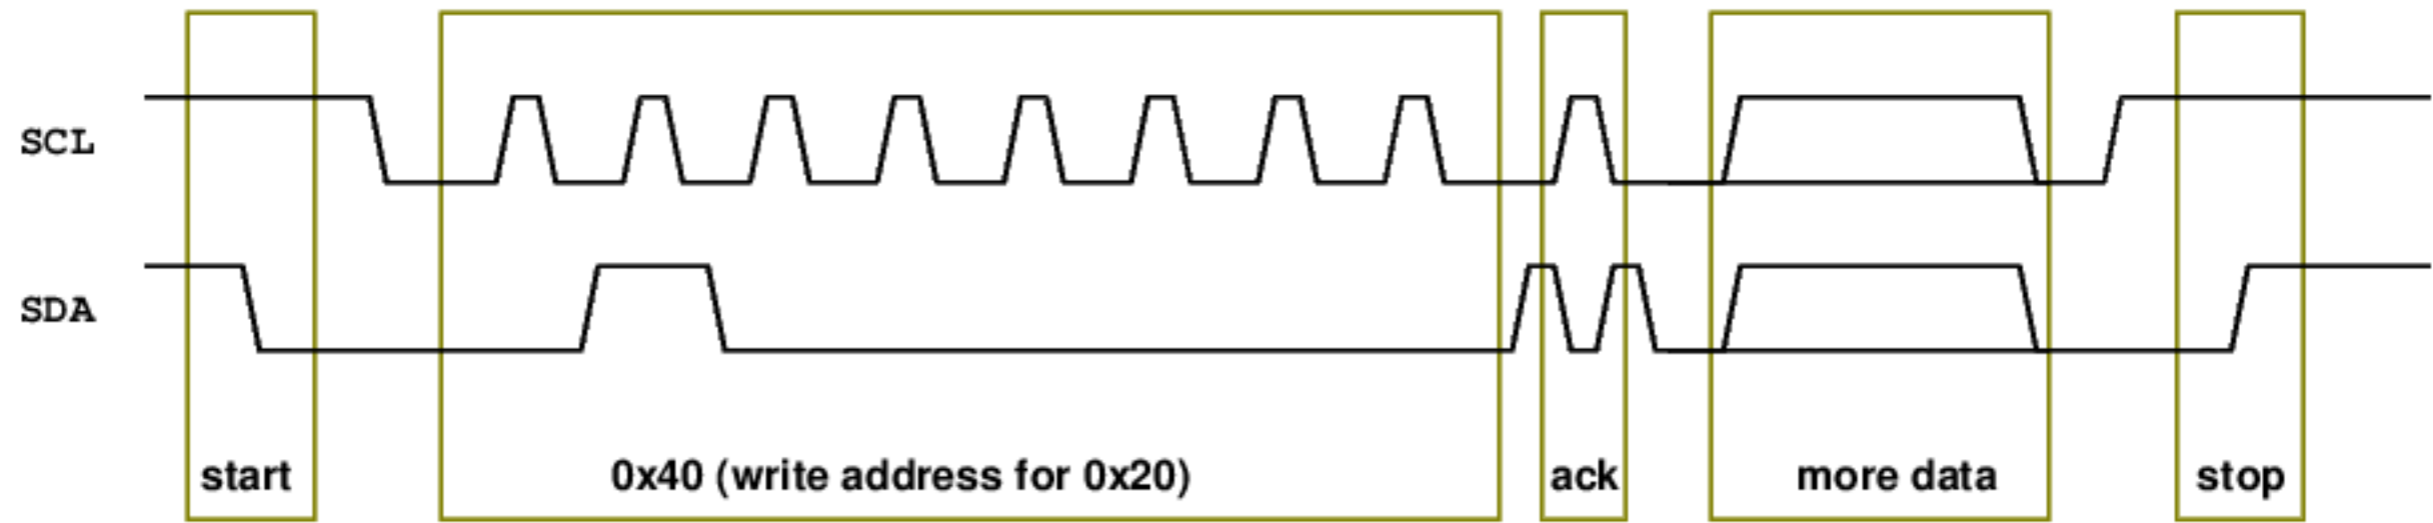 SCL
SDA
start
0x40 (write address for 0x20)
ack
more data
stop